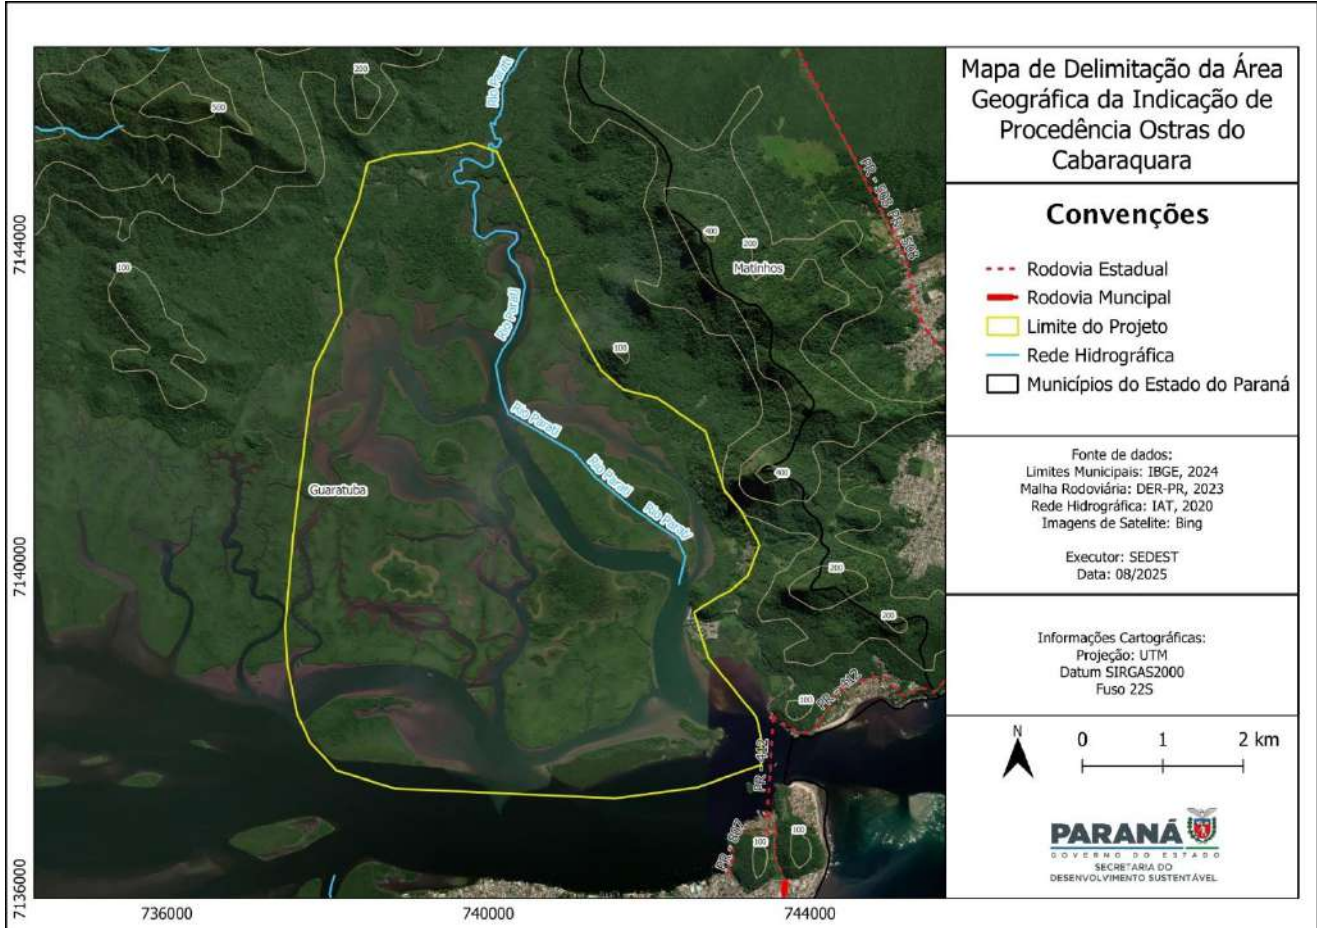 Mapa de Delimitação da Área
Geográfica da Indicação de
Procedência Ostras do
Cabaraquara
Convenções
Rodovia Estadual
Rodovia Muncipal
Limite do Projeto
Rede Hidrográfica
Municípios do Estado do Paraná
Fonte de dados:
Limites Municipais: IBGE, 2024
Malha Rodoviária: DER-PR, 2023
Rede Hidrográfica: IAT, 2020
Imagens de Satelite: Bing
Executor: SEDEST
Data: 08/2025
Informações Cartográficas:
Projeção: UTM
Datum SIRGAS2000
Fuso 22S
N
0 1 2 km
PARANÁ
GOVERNO DO ESTADO
SECRETARIA DO
DESENVOLVIMENTO SUSTENTÁVEL
7144000
7140000
7136000
736000
740000
744000
200
500
100
Rio Parati
Rio Parati
Rio Parati
Rio Parati
Rio Parati
Guaratuba
Matinhos
400
200
100
400
200
200
100
100
100
PR - 508 PR - 508
PR - 412
PR - 412